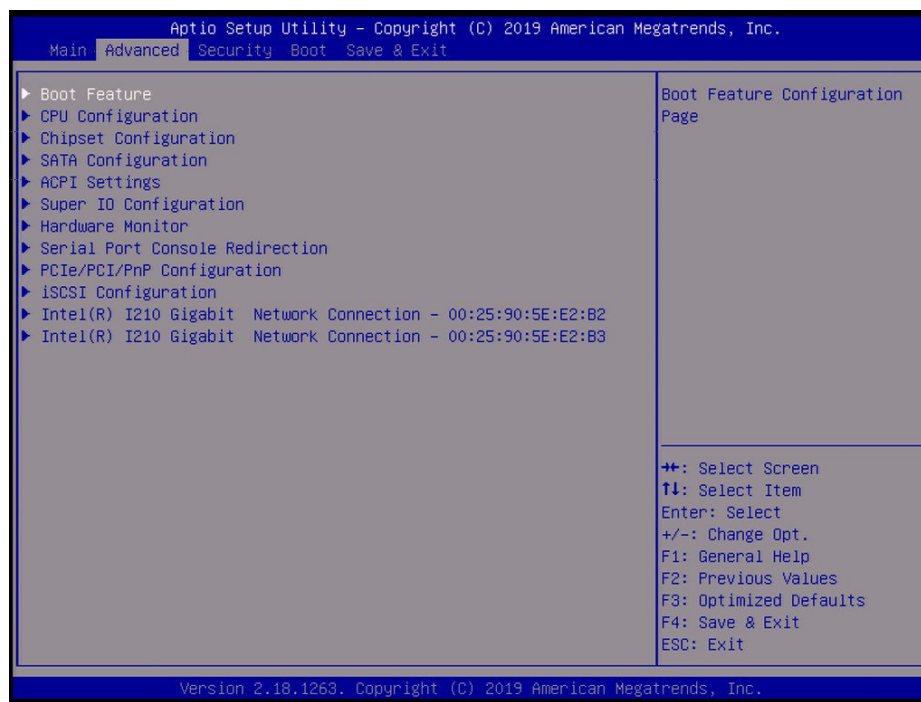 Aptio Setup Utility – Copyright (C) 2019 American Megatrends, Inc.
Main Advanced Security Boot Save & Exit
▶ Boot Feature
▶ CPU Configuration
▶ Chipset Configuration
▶ SATA Configuration
▶ ACPI Settings
▶ Super IO Configuration
▶ Hardware Monitor
▶ Serial Port Console Redirection
▶ PCIe/PCI/PnP Configuration
▶ iSCSI Configuration
▶ Intel(R) I210 Gigabit  Network Connection – 00:25:90:5E:E2:B2
▶ Intel(R) I210 Gigabit  Network Connection – 00:25:90:5E:E2:B3
Boot Feature Configuration
Page
→←: Select Screen
↑↓: Select Item
Enter: Select
+/-: Change Opt.
F1: General Help
F2: Previous Values
F3: Optimized Defaults
F4: Save & Exit
ESC: Exit
Version 2.18.1263. Copyright (C) 2019 American Megatrends, Inc.